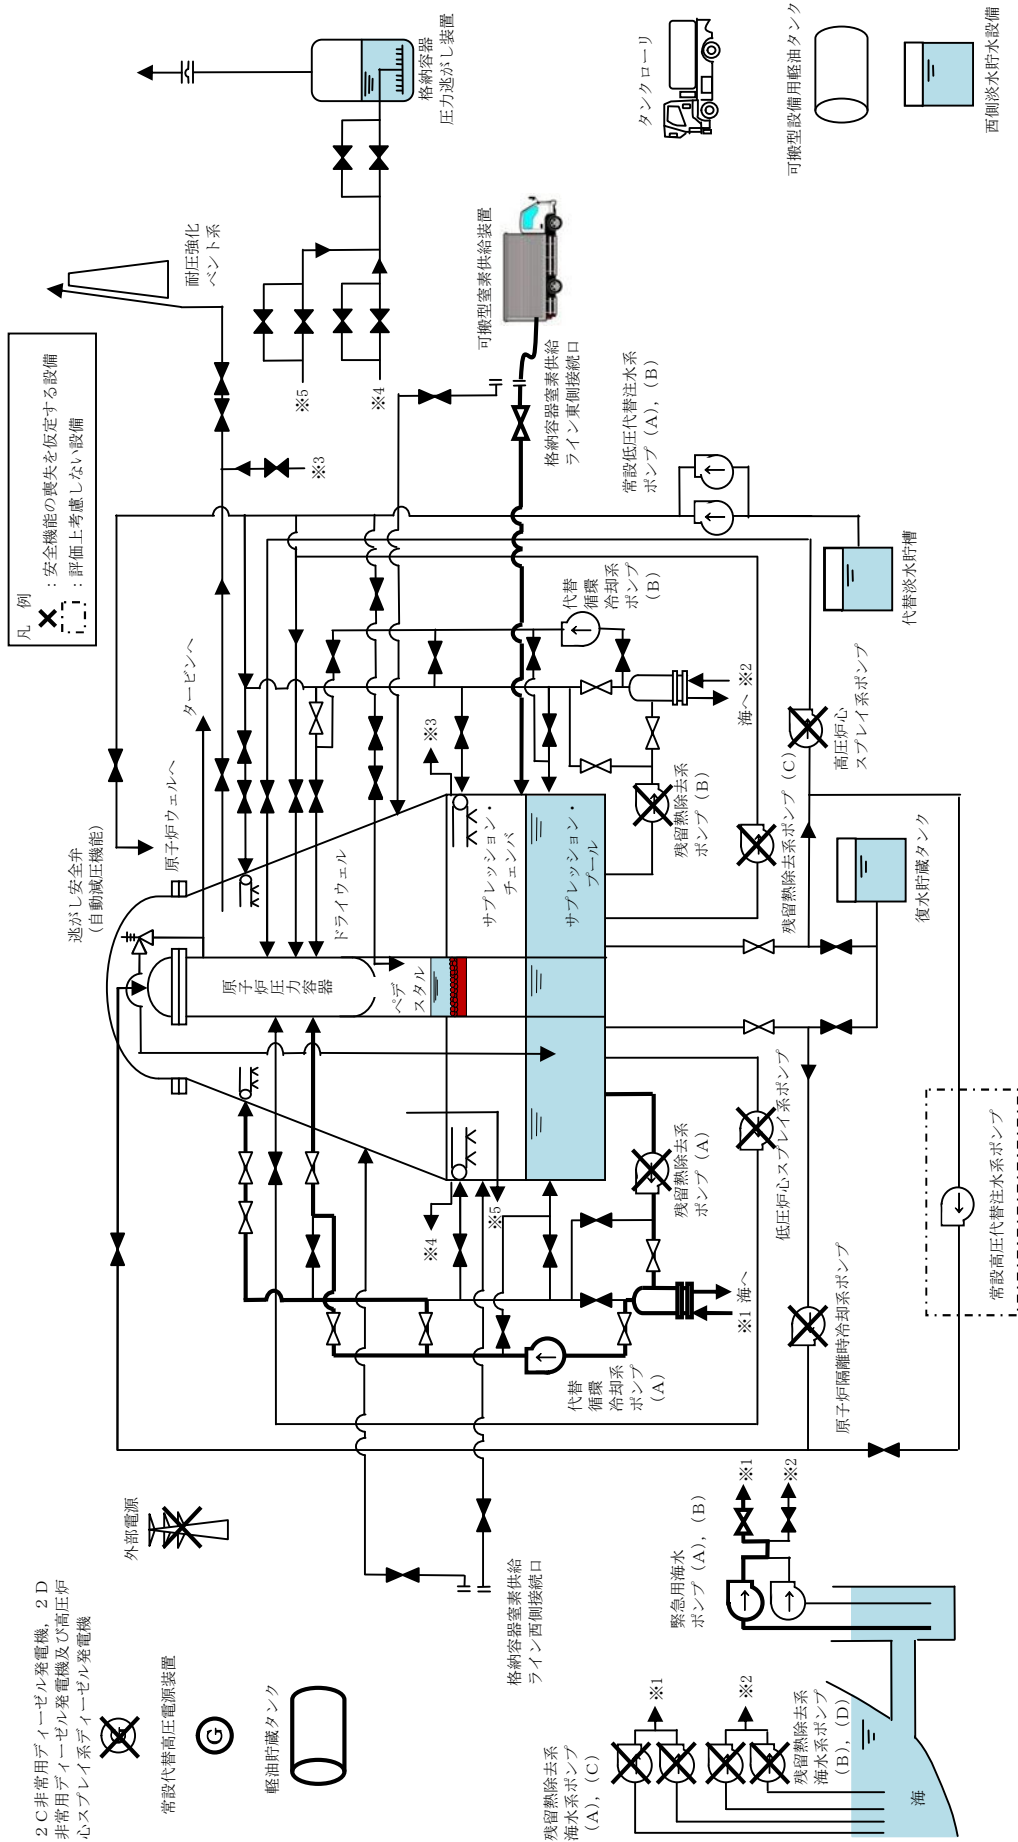 凡　例
：安全機能の喪失を仮定する設備
：評価上考慮しない設備
2C非常用ディーゼル発電機，2D
非常用ディーゼル発電機及び高圧炉
心スプレイ系ディーゼル発電機
外部電源
G
常設代替高圧電源装置
G
軽油貯蔵タンク
逃がし安全弁
（自動減圧機能）
原子炉ウェルへ
タービンへ
耐圧強化
ベント系
格納容器
圧力逃がし装置
※3
※5
※4
タンクローリ
可搬型設備用軽油タンク
西側淡水貯水設備
可搬型窒素供給装置
格納容器窒素供給
ライン東側接続口
常設低圧代替注水系
ポンプ（A），（B）
代替淡水貯槽
原子炉圧力容器
ドライウェル
ペデ
スタル
サプレッション・
チェンバ
サプレッション・
プール
※3
※4
※5
代替
循環
冷却系
ポンプ
（B）
海へ ※2
残留熱除去系
ポンプ（B）
残留熱除去系ポンプ（C）
高圧炉心
スプレイ系ポンプ
復水貯蔵タンク
残留熱除去系
ポンプ（A）
低圧炉心スプレイ系ポンプ
※1 海へ
代替
循環
冷却系
ポンプ
（A）
原子炉隔離時冷却系ポンプ
常設高圧代替注水系ポンプ
格納容器窒素供給
ライン西側接続口
緊急用海水
ポンプ（A），（B）
※1
※2
残留熱除去系
海水系ポンプ
（A），（C）
※1
※2
残留熱除去系
海水系ポンプ
（B），（D）
海